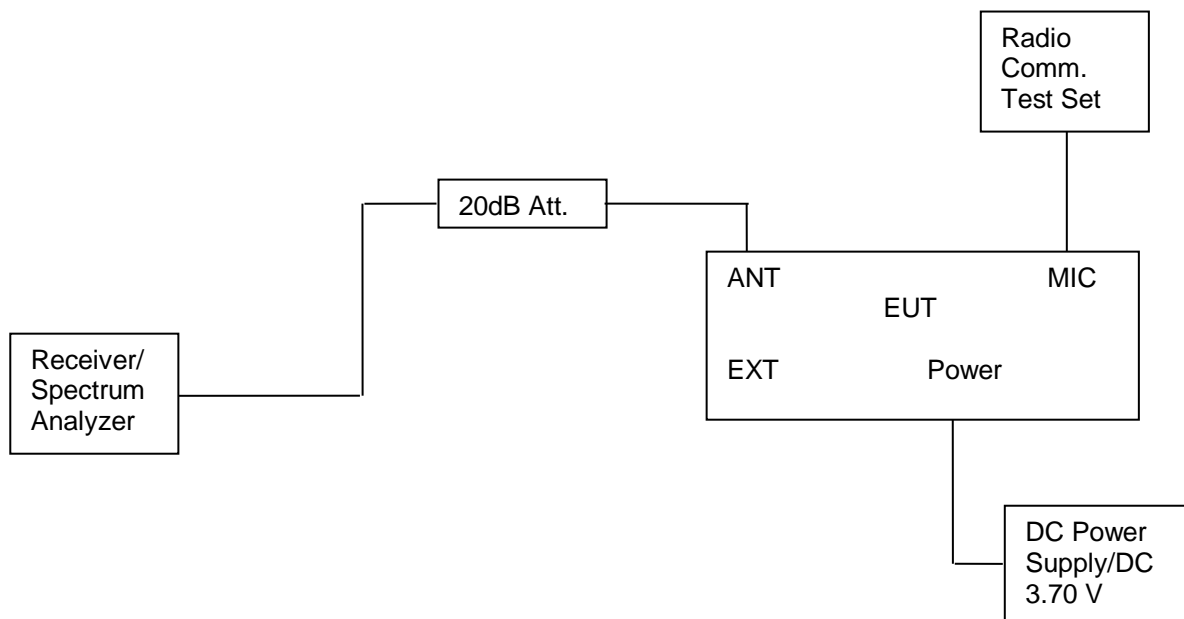 Radio
Comm.
Test Set
20dB Att.
ANT
MIC
EUT
EXT
Power
Receiver/
Spectrum
Analyzer
DC Power
Supply/DC
3.70 V